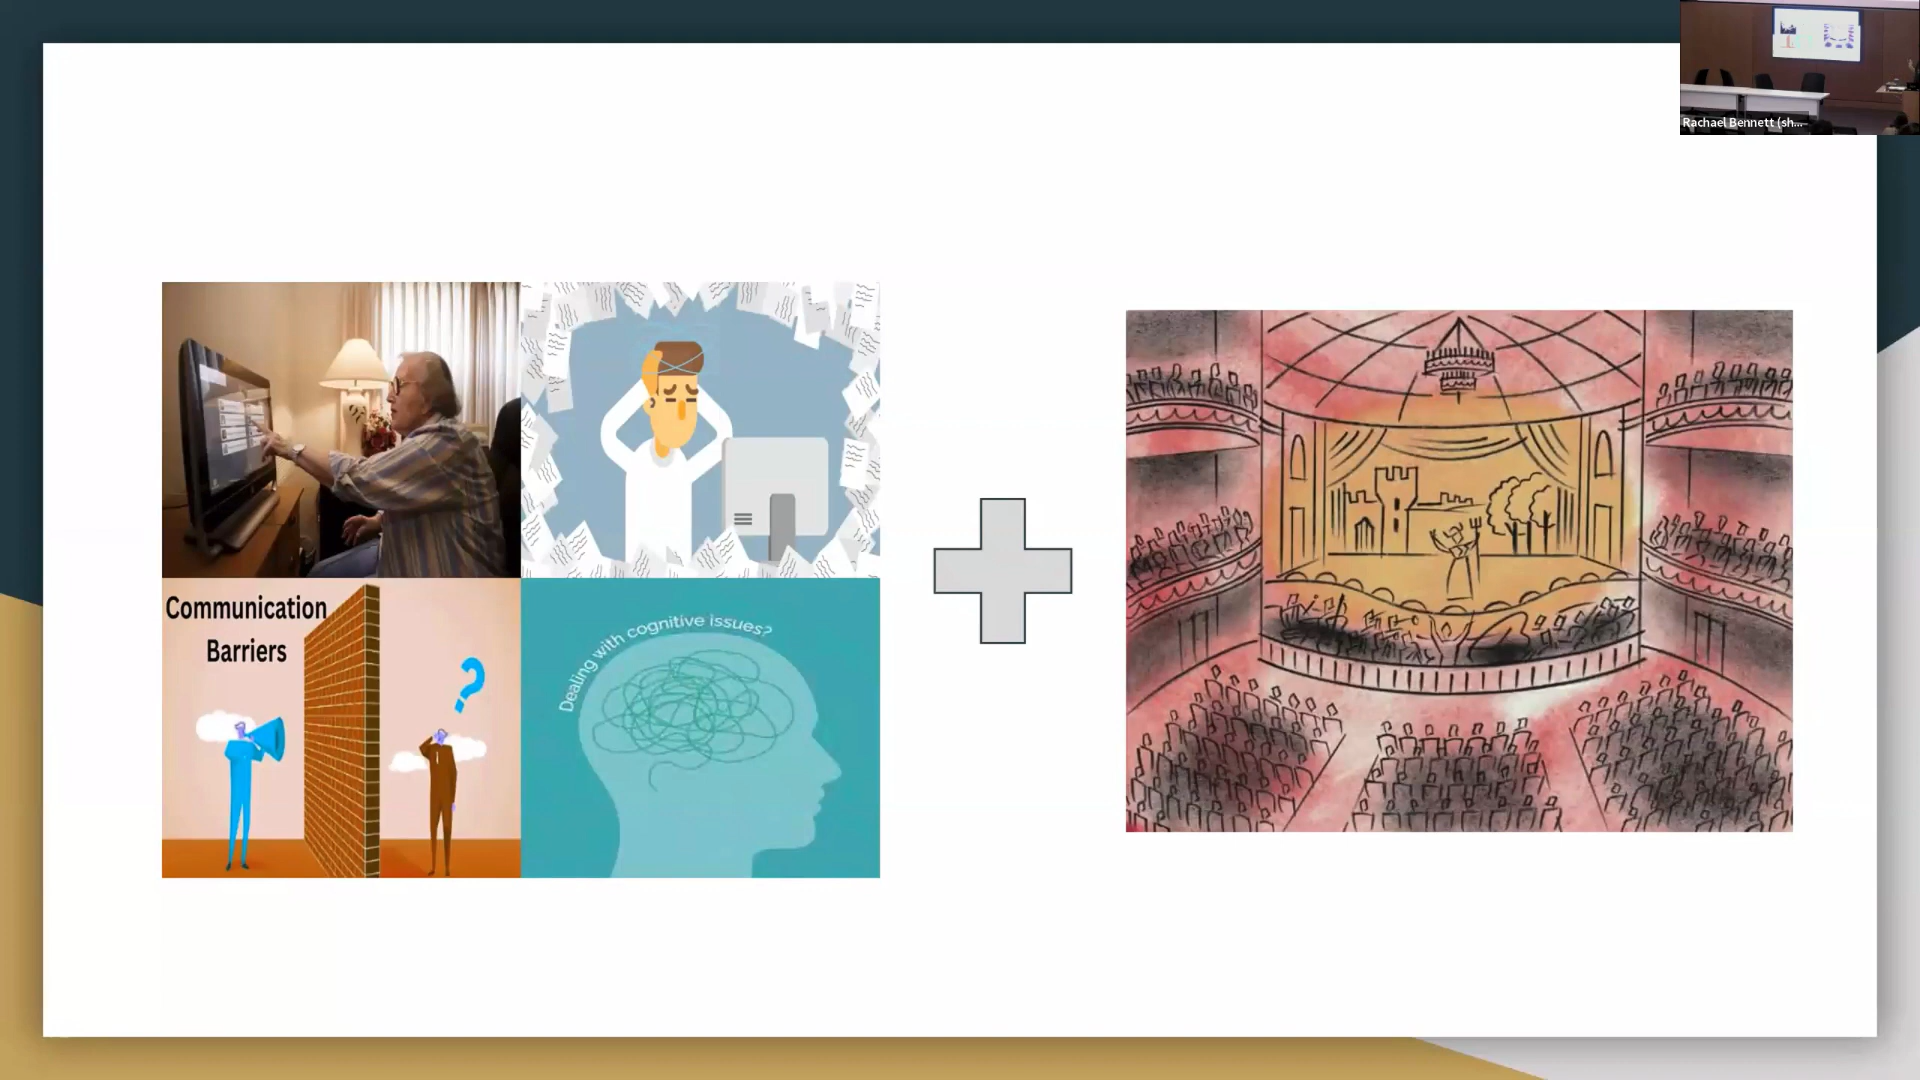 Rachael Bennett (sh...
Communication
Barriers
Dealing with cognitive issues?